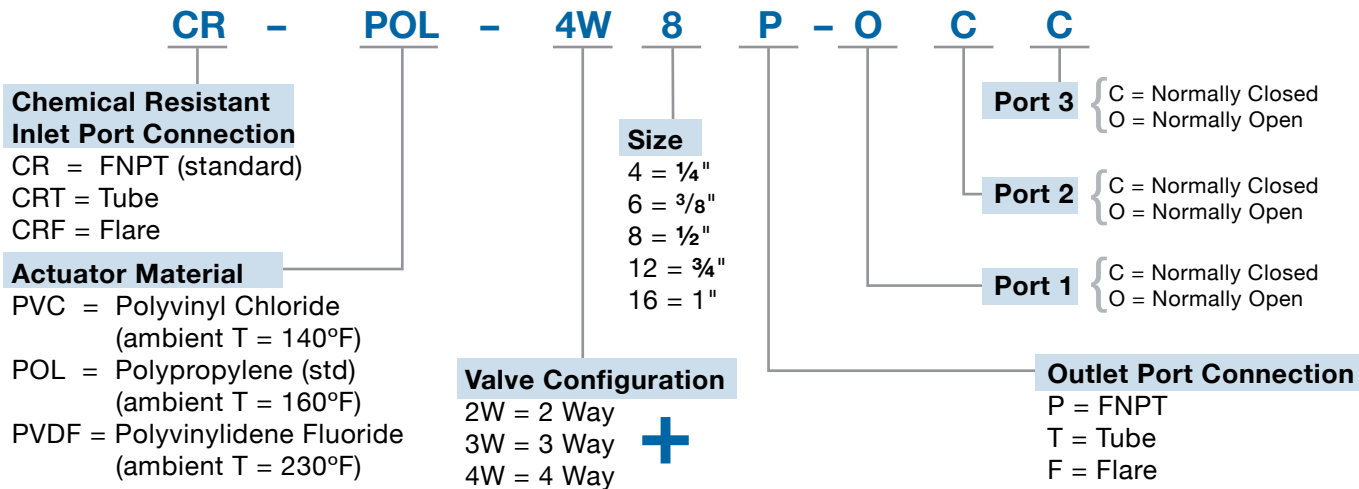 CR – POL – 4W 8 P – O C C
Chemical Resistant
Inlet Port Connection
CR = FNPT (standard)
CRT = Tube
CRF = Flare
Actuator Material
PVC = Polyvinyl Chloride
(ambient T = 140ºF)
POL = Polypropylene (std)
(ambient T = 160ºF)
PVDF = Polyvinylidene Fluoride
(ambient T = 230ºF)
Valve Configuration
2W = 2 Way
3W = 3 Way
4W = 4 Way
+
Size
4 = ¼"
6 = ³/8"
8 = ½"
12 = ¾"
16 = 1"
Port 3 { C = Normally Closed
O = Normally Open
Port 2 { C = Normally Closed
O = Normally Open
Port 1 { C = Normally Closed
O = Normally Open
Outlet Port Connection
P = FNPT
T = Tube
F = Flare